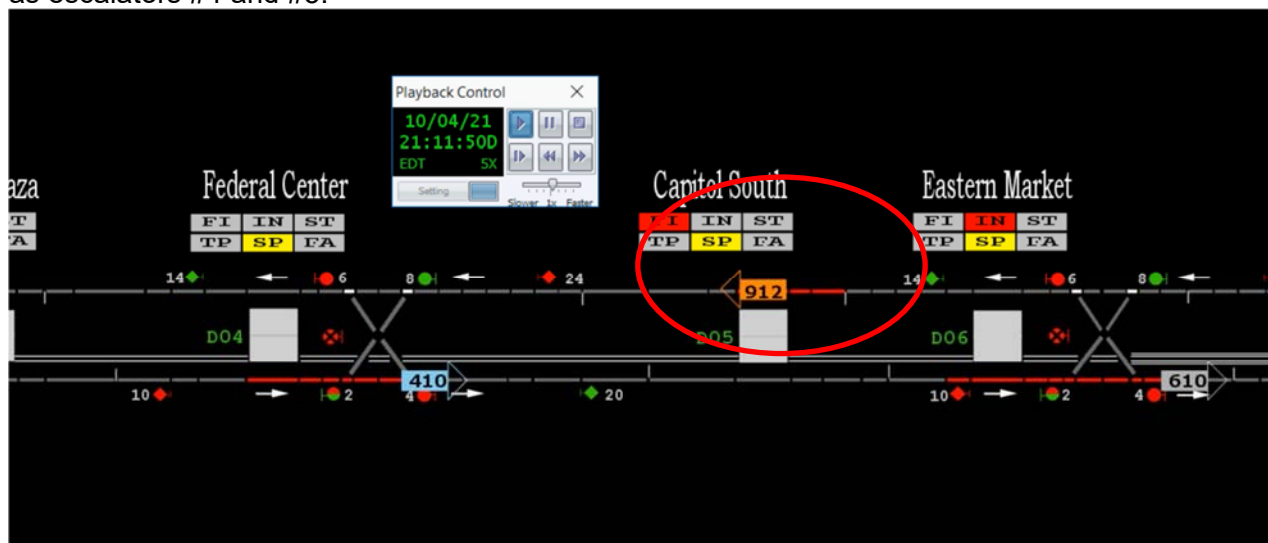 Playback Control
10/04/21
21:11:50D
EDT 5X
Setting
Slower 1x Faster
aza Federal Center Capitol South Eastern Market
T FI IN ST FI IN ST FI IN ST
A TP SP FA TP SP FA TP SP FA
14 6 8 24 912 14 6 8
D04 D05 D06
410 610
10 2 4 20 10 2 4